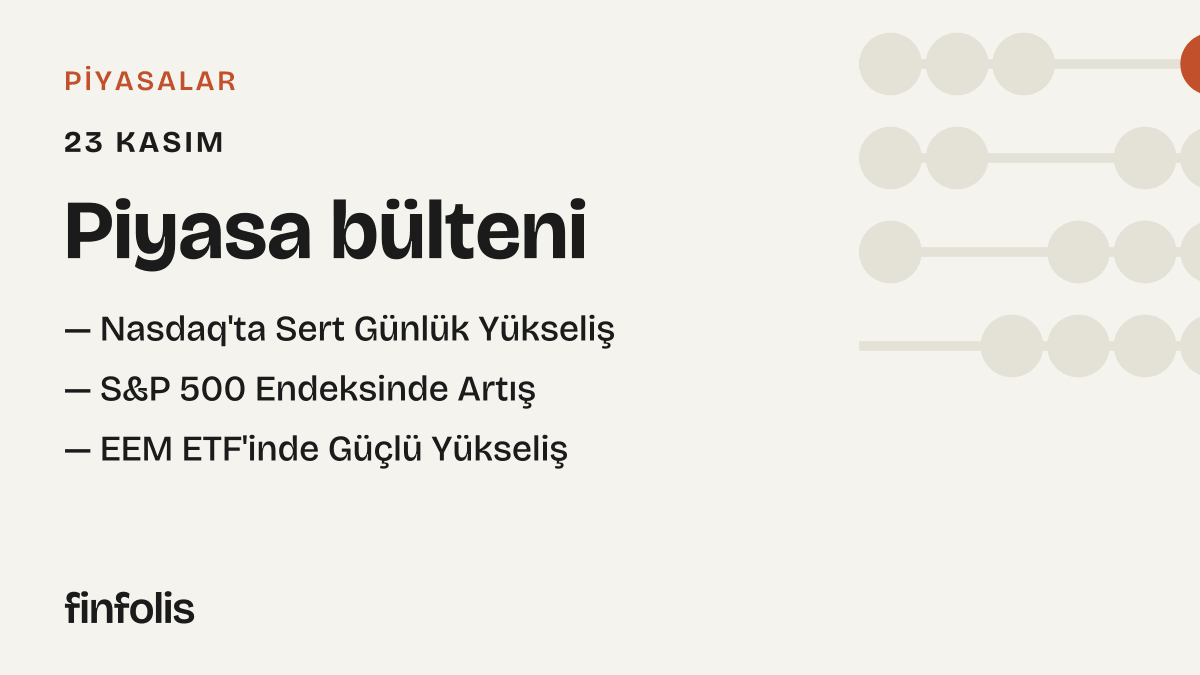 PİYASALAR
23 KASIM
Piyasa bülteni
— Nasdaq'ta Sert Günlük Yükseliş
— S&P 500 Endeksinde Artış
— EEM ETF'inde Güçlü Yükseliş
finfolis